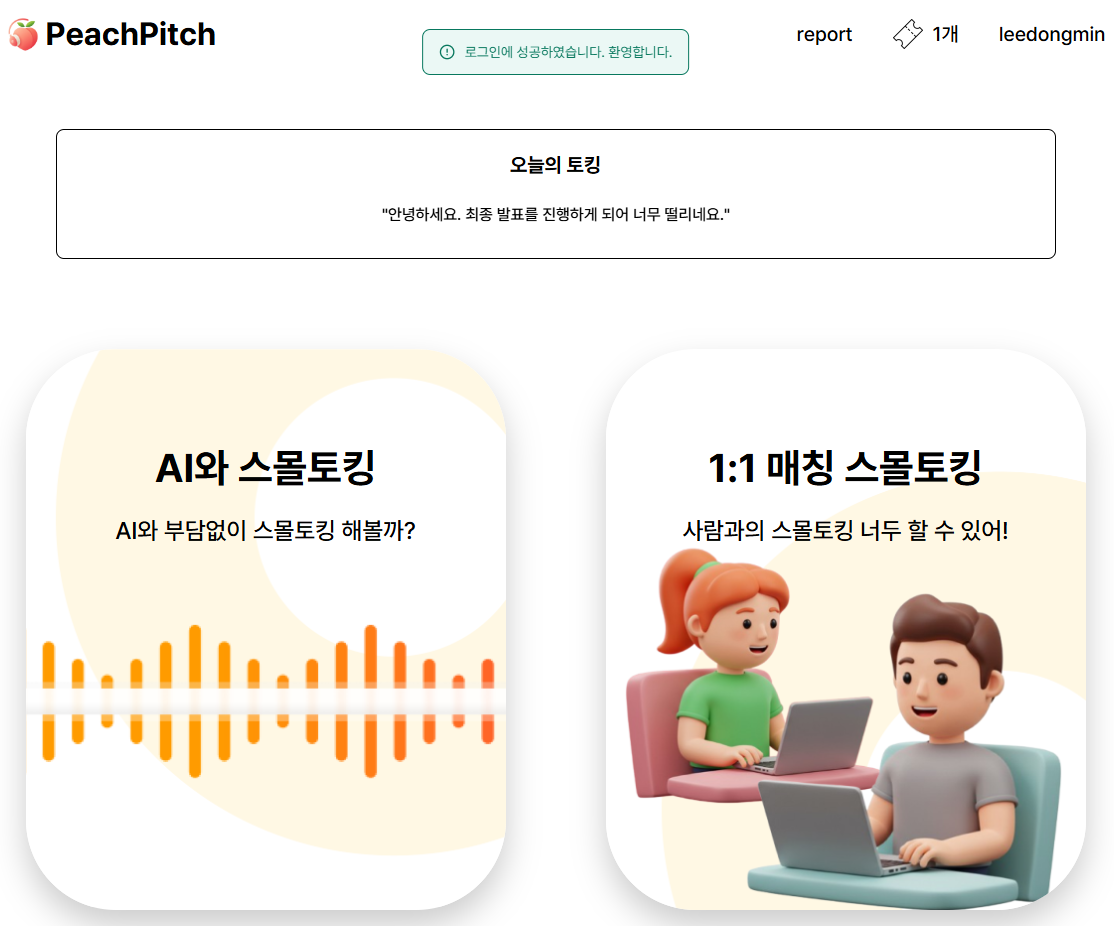 PeachPitch
로그인에 성공하였습니다. 환영합니다.
report
1개
leedongmin
오늘의 토킹
"안녕하세요. 최종 발표를 진행하게 되어 너무 떨리네요."
AI와 스몰토킹
AI와 부담없이 스몰토킹 해볼까?
1:1 매칭 스몰토킹
사람과의 스몰토킹 너두 할 수 있어!